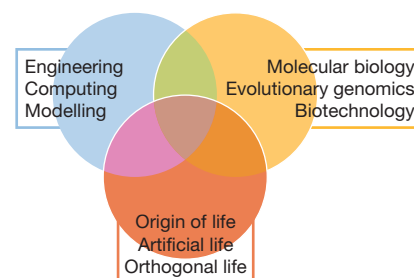 Engineering
Computing
Modelling
Molecular biology
Evolutionary genomics
Biotechnology
Origin of life
Artificial life
Orthogonal life